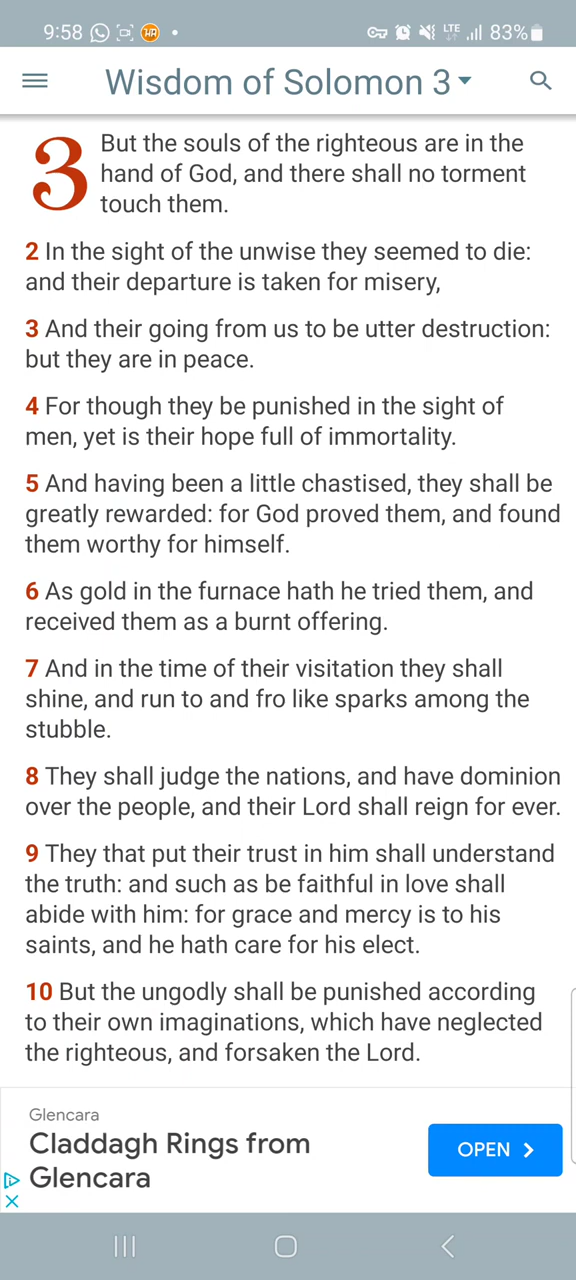 9:58
LTE
83%
Wisdom of Solomon 3
3 But the souls of the righteous are in the
hand of God, and there shall no torment
touch them.
2 In the sight of the unwise they seemed to die:
and their departure is taken for misery,
3 And their going from us to be utter destruction:
but they are in peace.
4 For though they be punished in the sight of
men, yet is their hope full of immortality.
5 And having been a little chastised, they shall be
greatly rewarded: for God proved them, and found
them worthy for himself.
6 As gold in the furnace hath he tried them, and
received them as a burnt offering.
7 And in the time of their visitation they shall
shine, and run to and fro like sparks among the
stubble.
8 They shall judge the nations, and have dominion
over the people, and their Lord shall reign for ever.
9 They that put their trust in him shall understand
the truth: and such as be faithful in love shall
abide with him: for grace and mercy is to his
saints, and he hath care for his elect.
10 But the ungodly shall be punished according
to their own imaginations, which have neglected
the righteous, and forsaken the Lord.
Glencara
Claddagh Rings from
Glencara
OPEN